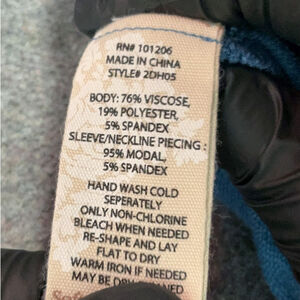 RN# 101206
MADE IN CHINA
STYLE# 2DH05
BODY: 76% VISCOSE,
19% POLYESTER,
5% SPANDEX
SLEEVE/NECKLINE PIECING :
95% MODAL,
5% SPANDEX
HAND WASH COLD
SEPERATELY
ONLY NON-CHLORINE
BLEACH WHEN NEEDED
RE-SHAPE AND LAY
FLAT TO DRY
WARM IRON IF NEEDED
MAY BE